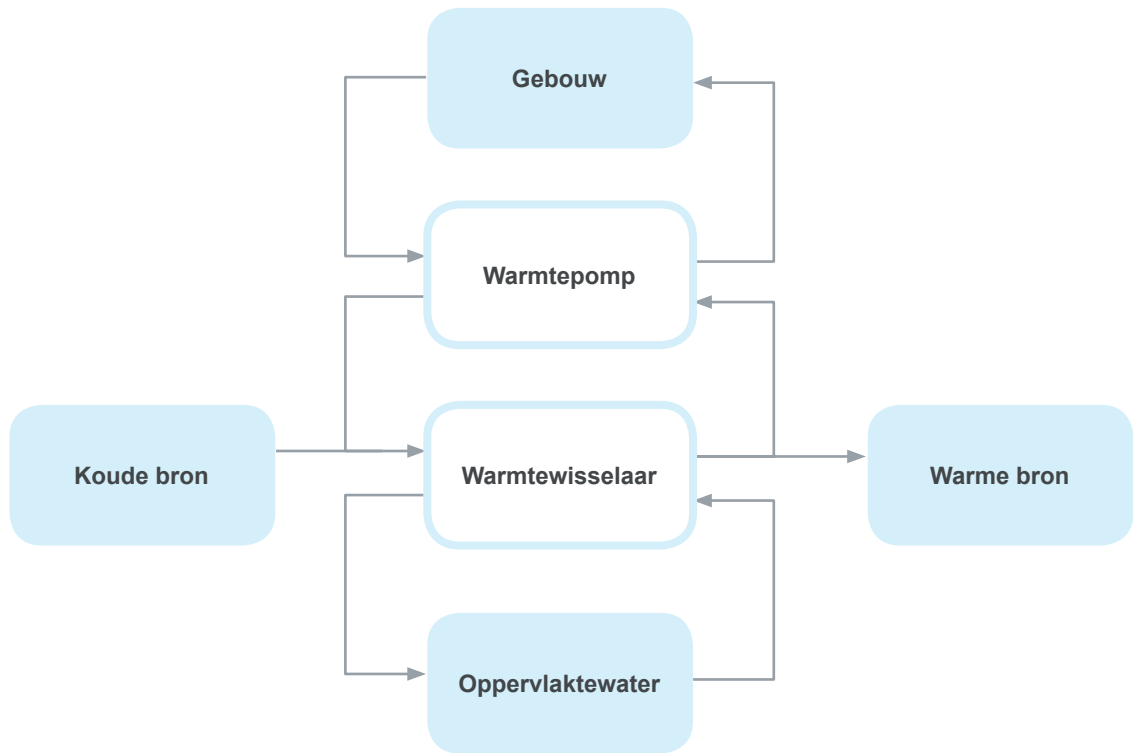 Gebouw
Warmtepomp
Koude bron
Warmtewisselaar
Warme bron
Oppervlaktewater